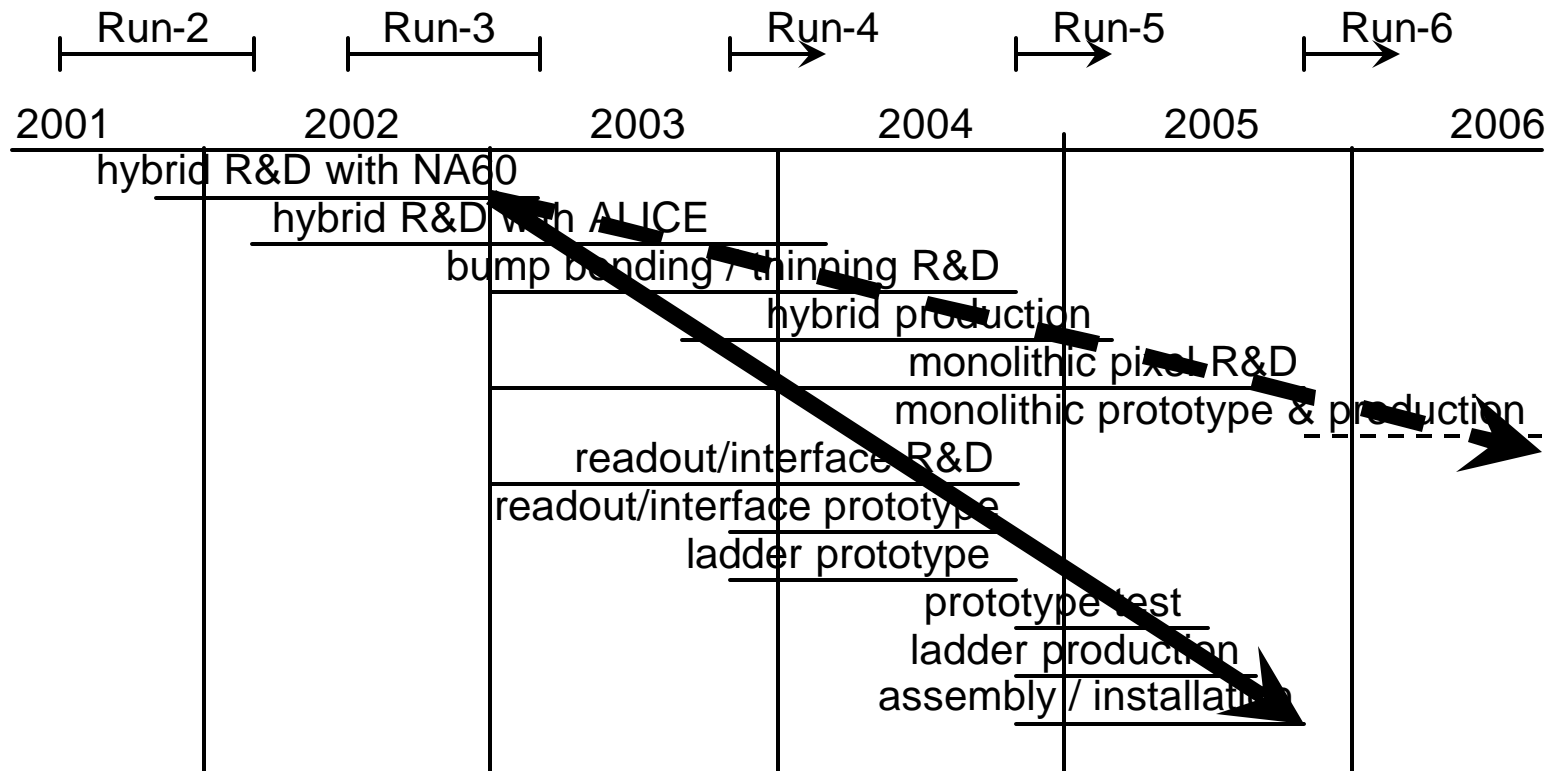 Run-2 Run-3 Run-4 Run-5 Run-6
2001 2002 2003 2004 2005 2006
hybrid R&D with NA60
hybrid R&D with ALICE
bump bonding / thinning R&D
hybrid production
monolithic pixel R&D
monolithic prototype & production
readout/interface R&D
readout/interface prototype
ladder prototype
prototype test
ladder production
assembly / installation